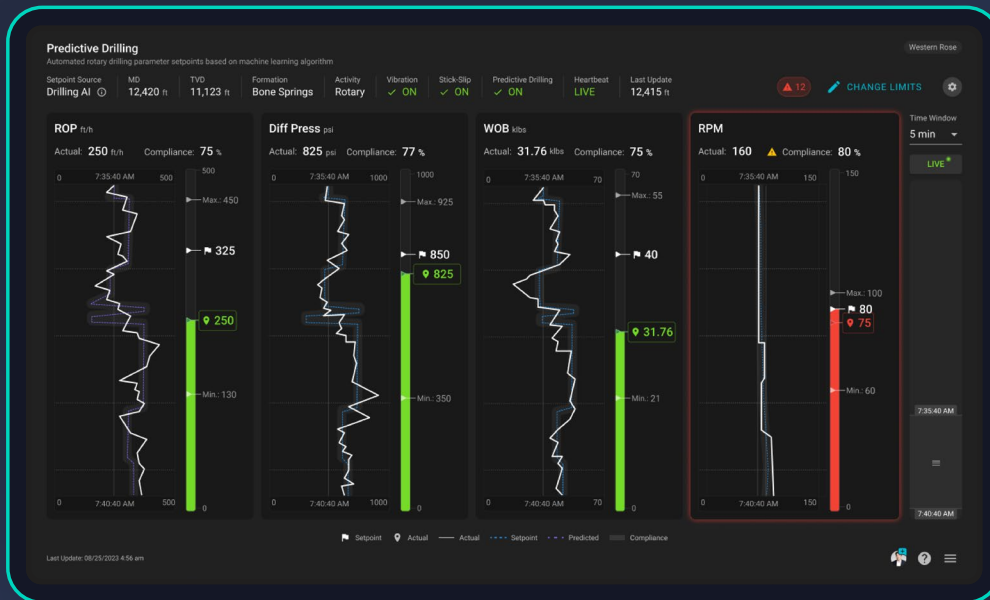 Predictive Drilling
Western Rose
Automated rotary drilling parameter setpoints based on machine learning algorithm
Setpoint Source MD TVD Formation Activity Vibration Stick-Slip Predictive Drilling Heartbeat Last Update
Drilling AI 12,420 ft 11,123 ft Bone Springs Rotary ON ON ON LIVE 12,415 ft
12 CHANGE LIMITS
ROP ft/h
Actual: 250 ft/h Compliance: 75 %
0 7:35:40 AM 500
500
Max.: 450
325
250
Min.: 130
0 7:40:40 AM 500
0
Diff Press psi
Actual: 825 psi Compliance: 77 %
0 7:35:40 AM 1000
1000
Max.: 925
850
825
Min.: 350
0 7:40:40 AM 1000
0
WOB klbs
Actual: 31.76 klbs Compliance: 75 %
0 7:35:40 AM 70
70
Max.: 55
40
31.76
Min.: 21
0 7:40:40 AM 70
0
RPM
Actual: 160 Compliance: 80 %
0 7:35:40 AM 150
150
Max.: 100
80
75
Min.: 60
0 7:40:40 AM 150
0
Time Window
5 min
LIVE
7:35:40 AM
7:40:40 AM
Setpoint Actual Actual Setpoint Predicted Compliance
Last Update: 08/25/2023 4:56 am